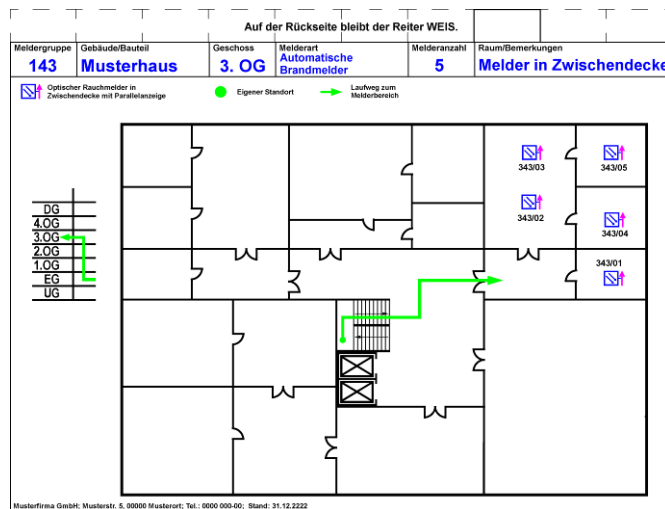 Auf der Rückseite bleibt der Reiter WEIS.
Meldergruppe
143
Gebäude/Bauteil
Musterhaus
Geschoss
3. OG
Melderart
Automatische
Brandmelder
Melderanzahl
5
Raum/Bemerkungen
Melder in Zwischendecke
Optischer Rauchmelder in
Zwischendecke mit Parallelanzeige
Eigener Standort
Laufweg zum
Melderbereich
DG
4.OG
3.OG
2.OG
1.OG
EG
UG
343/03
343/05
343/02
343/04
343/01
Musterfirma GmbH; Musterstr. 5, 00000 Musterort; Tel.: 0000 000-00; Stand: 31.12.2222